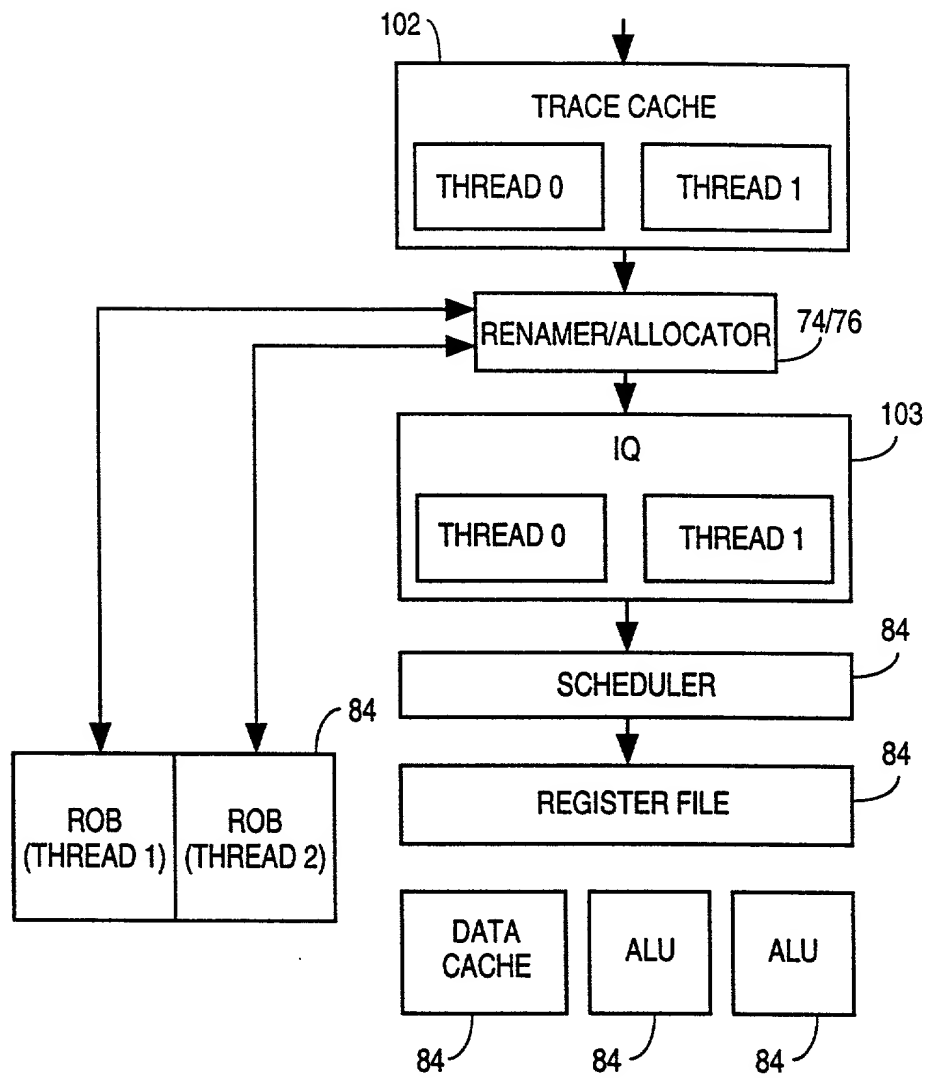 102
TRACE CACHE
THREAD 0
THREAD 1
RENAMER/ALLOCATOR
74/76
103
IQ
THREAD 0
THREAD 1
84
SCHEDULER
84
84
REGISTER FILE
ROB
(THREAD 1)
ROB
(THREAD 2)
DATA
CACHE
ALU
ALU
84
84
84